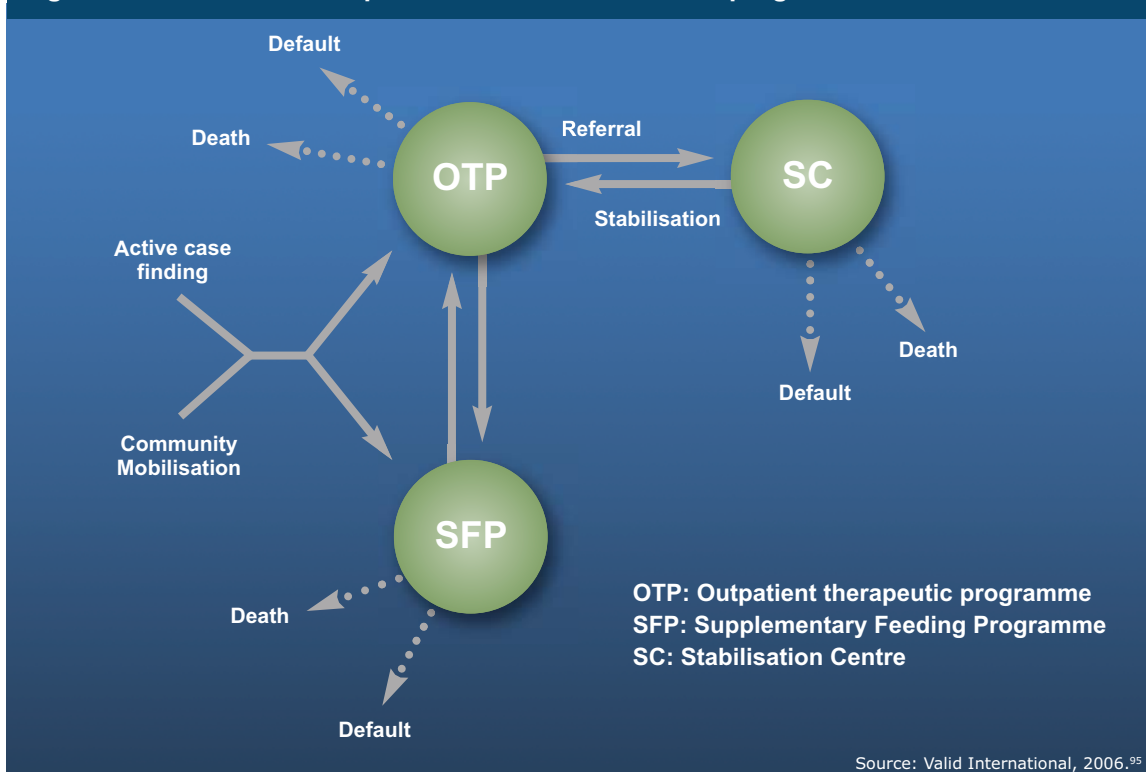 Default
Death
OTP
Referral
SC
Stabilisation
Active case
finding
Death
Default
Community
Mobilisation
SFP
Death
Default
OTP: Outpatient therapeutic programme
SFP: Supplementary Feeding Programme
SC: Stabilisation Centre
Source: Valid International, 2006.95